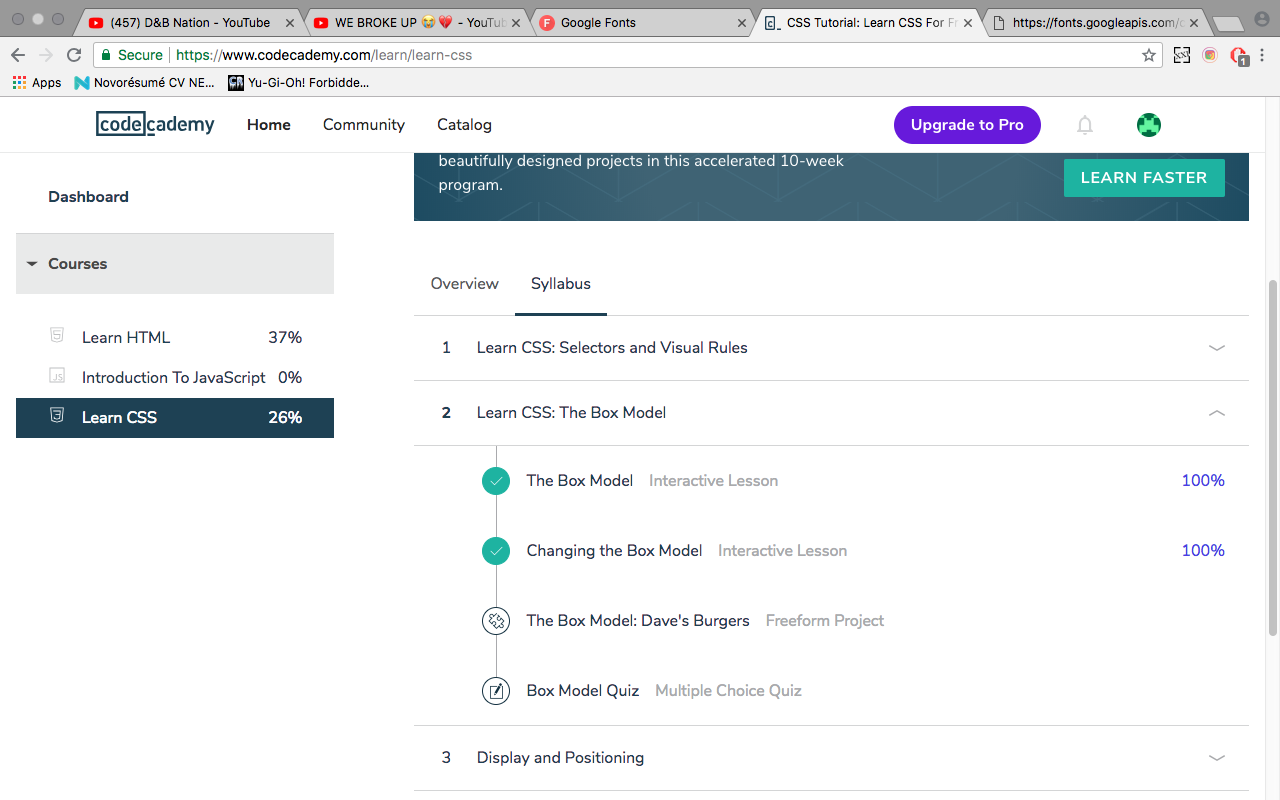 (457) D&B Nation - YouTube
WE BROKE UP 😭💔 - YouTub
Google Fonts
CSS Tutorial: Learn CSS For Fr
https://fonts.googleapis.com/c
Secure https://www.codecademy.com/learn/learn-css
1
Apps Novorésumé CV NE... Yu-Gi-Oh! Forbidde...
codecademy Home Community Catalog Upgrade to Pro
beautifully designed projects in this accelerated 10-week
program.
LEARN FASTER
Dashboard
Courses
Learn HTML 37%
JS Introduction To JavaScript 0%
Learn CSS 26%
Overview Syllabus
1 Learn CSS: Selectors and Visual Rules
2 Learn CSS: The Box Model
The Box Model Interactive Lesson 100%
Changing the Box Model Interactive Lesson 100%
The Box Model: Dave's Burgers Freeform Project
Box Model Quiz Multiple Choice Quiz
3 Display and Positioning